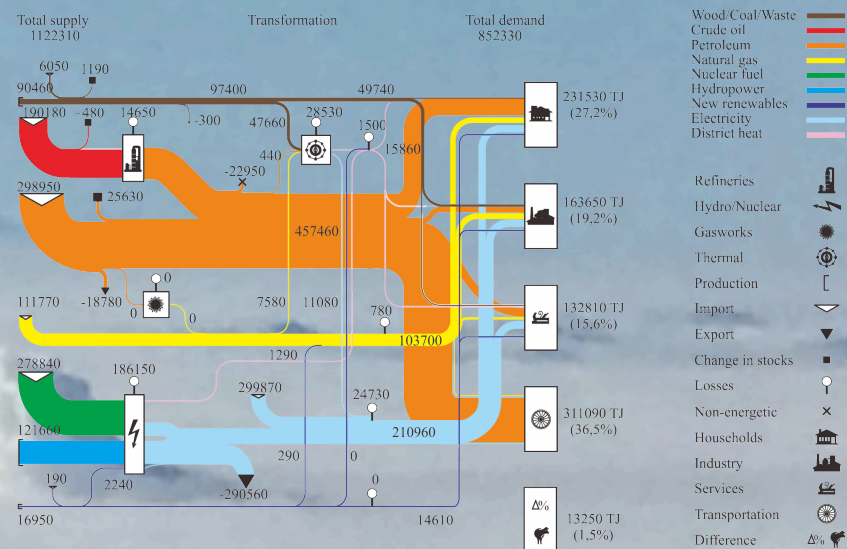 Total supply
1122310
Transformation
Total demand
852330
6050
1190
90460
97400
49740
190180
-480
14650
-300
47660
28530
1500
15860
440
-22950
298950
25630
457460
-18780
0
0
0
111770
7580
11080
780
103700
278840
186150
1290
299870
24730
121660
210960
190
2240
290
0
-290560
0
16950
14610
231530 TJ
(27,2%)
163650 TJ
(19,2%)
132810 TJ
(15,6%)
311090 TJ
(36,5%)
Δ%
13250 TJ
(1,5%)
Wood/Coal/Waste
Crude oil
Petroleum
Natural gas
Nuclear fuel
Hydropower
New renewables
Electricity
District heat
Refineries
Hydro/Nuclear
Gasworks
Thermal
Production
Import
Export
Change in stocks
Losses
Non-energetic
Households
Industry
Services
Transportation
Difference Δ%